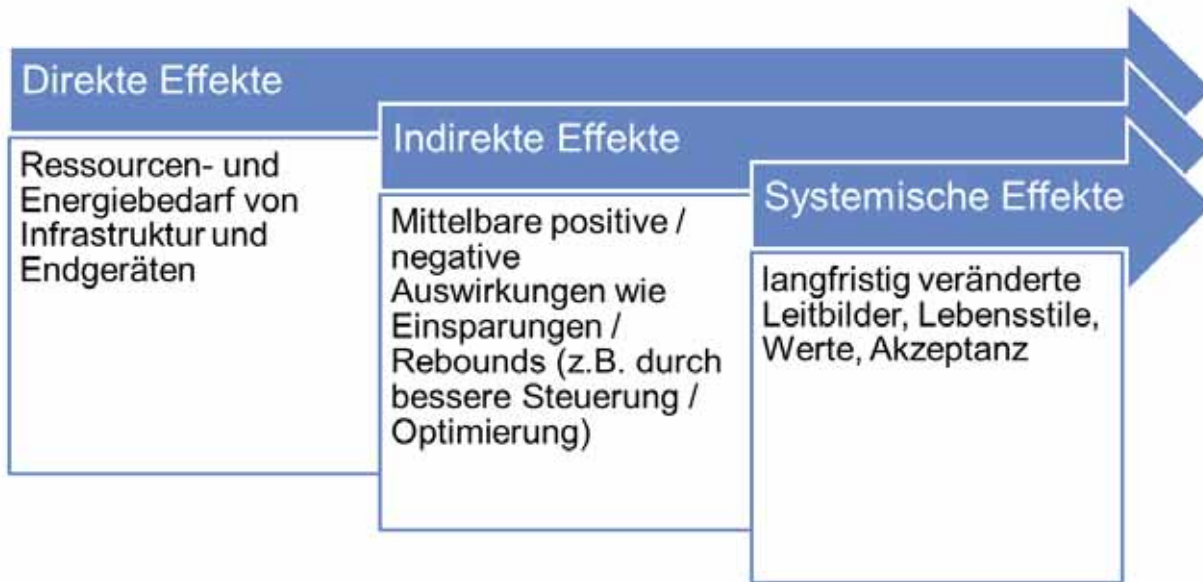 Direkte Effekte
Ressourcen- und
Energiebedarf von
Infrastruktur und
Endgeräten
Indirekte Effekte
Mittelbare positive /
negative
Auswirkungen wie
Einsparungen /
Rebounds (z.B. durch
bessere Steuerung /
Optimierung)
Systemische Effekte
langfristig veränderte
Leitbilder, Lebensstile,
Werte, Akzeptanz